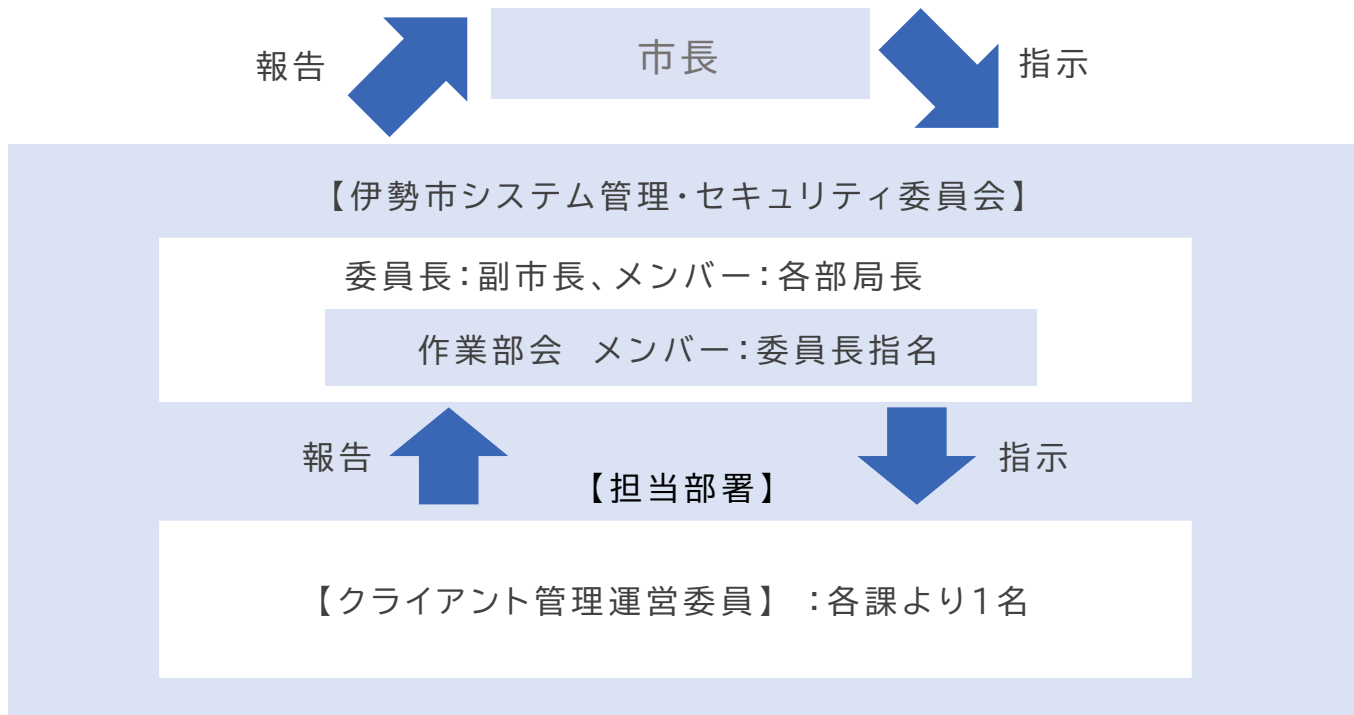 報告
市長
指示
【伊勢市システム管理・セキュリティ委員会】
委員長：副市長、メンバー：各部局長
作業部会　メンバー：委員長指名
報告
指示
【担当部署】
【クライアント管理運営委員】：各課より1名